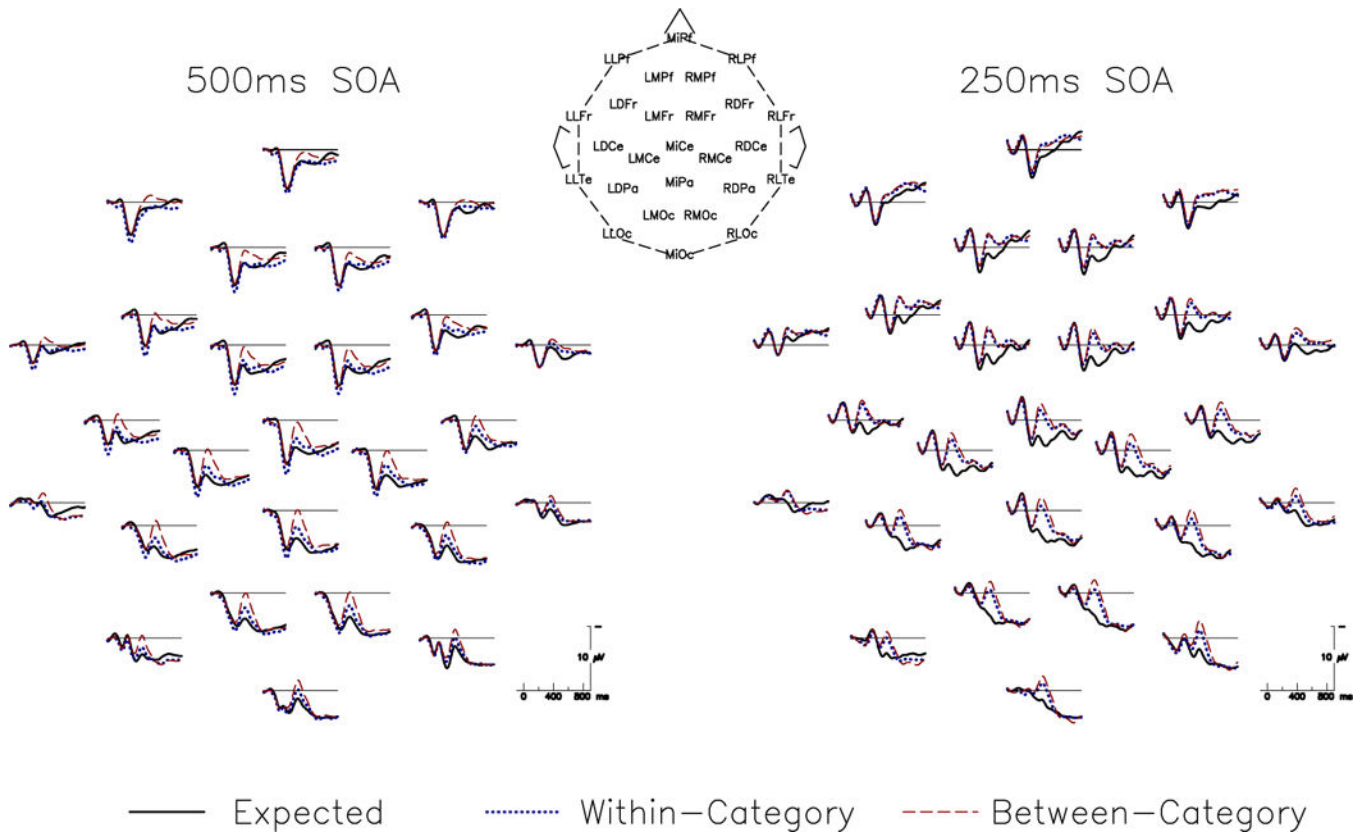 500ms SOA
250ms SOA
MiRf
LLPf RLPf
LMPf RMPf
LDFr RDFr
LLFr LMFr RMFr RLFr
LDCe MiCe RDCe
LMCe RMCe
LLTe MiPa RLTe
LDPa RDPa
LMOc RMOc
LLOc RLOc
MiOc
10 µV
0 400 800 ms
10 µV
0 400 800 ms
Expected Within-Category Between-Category